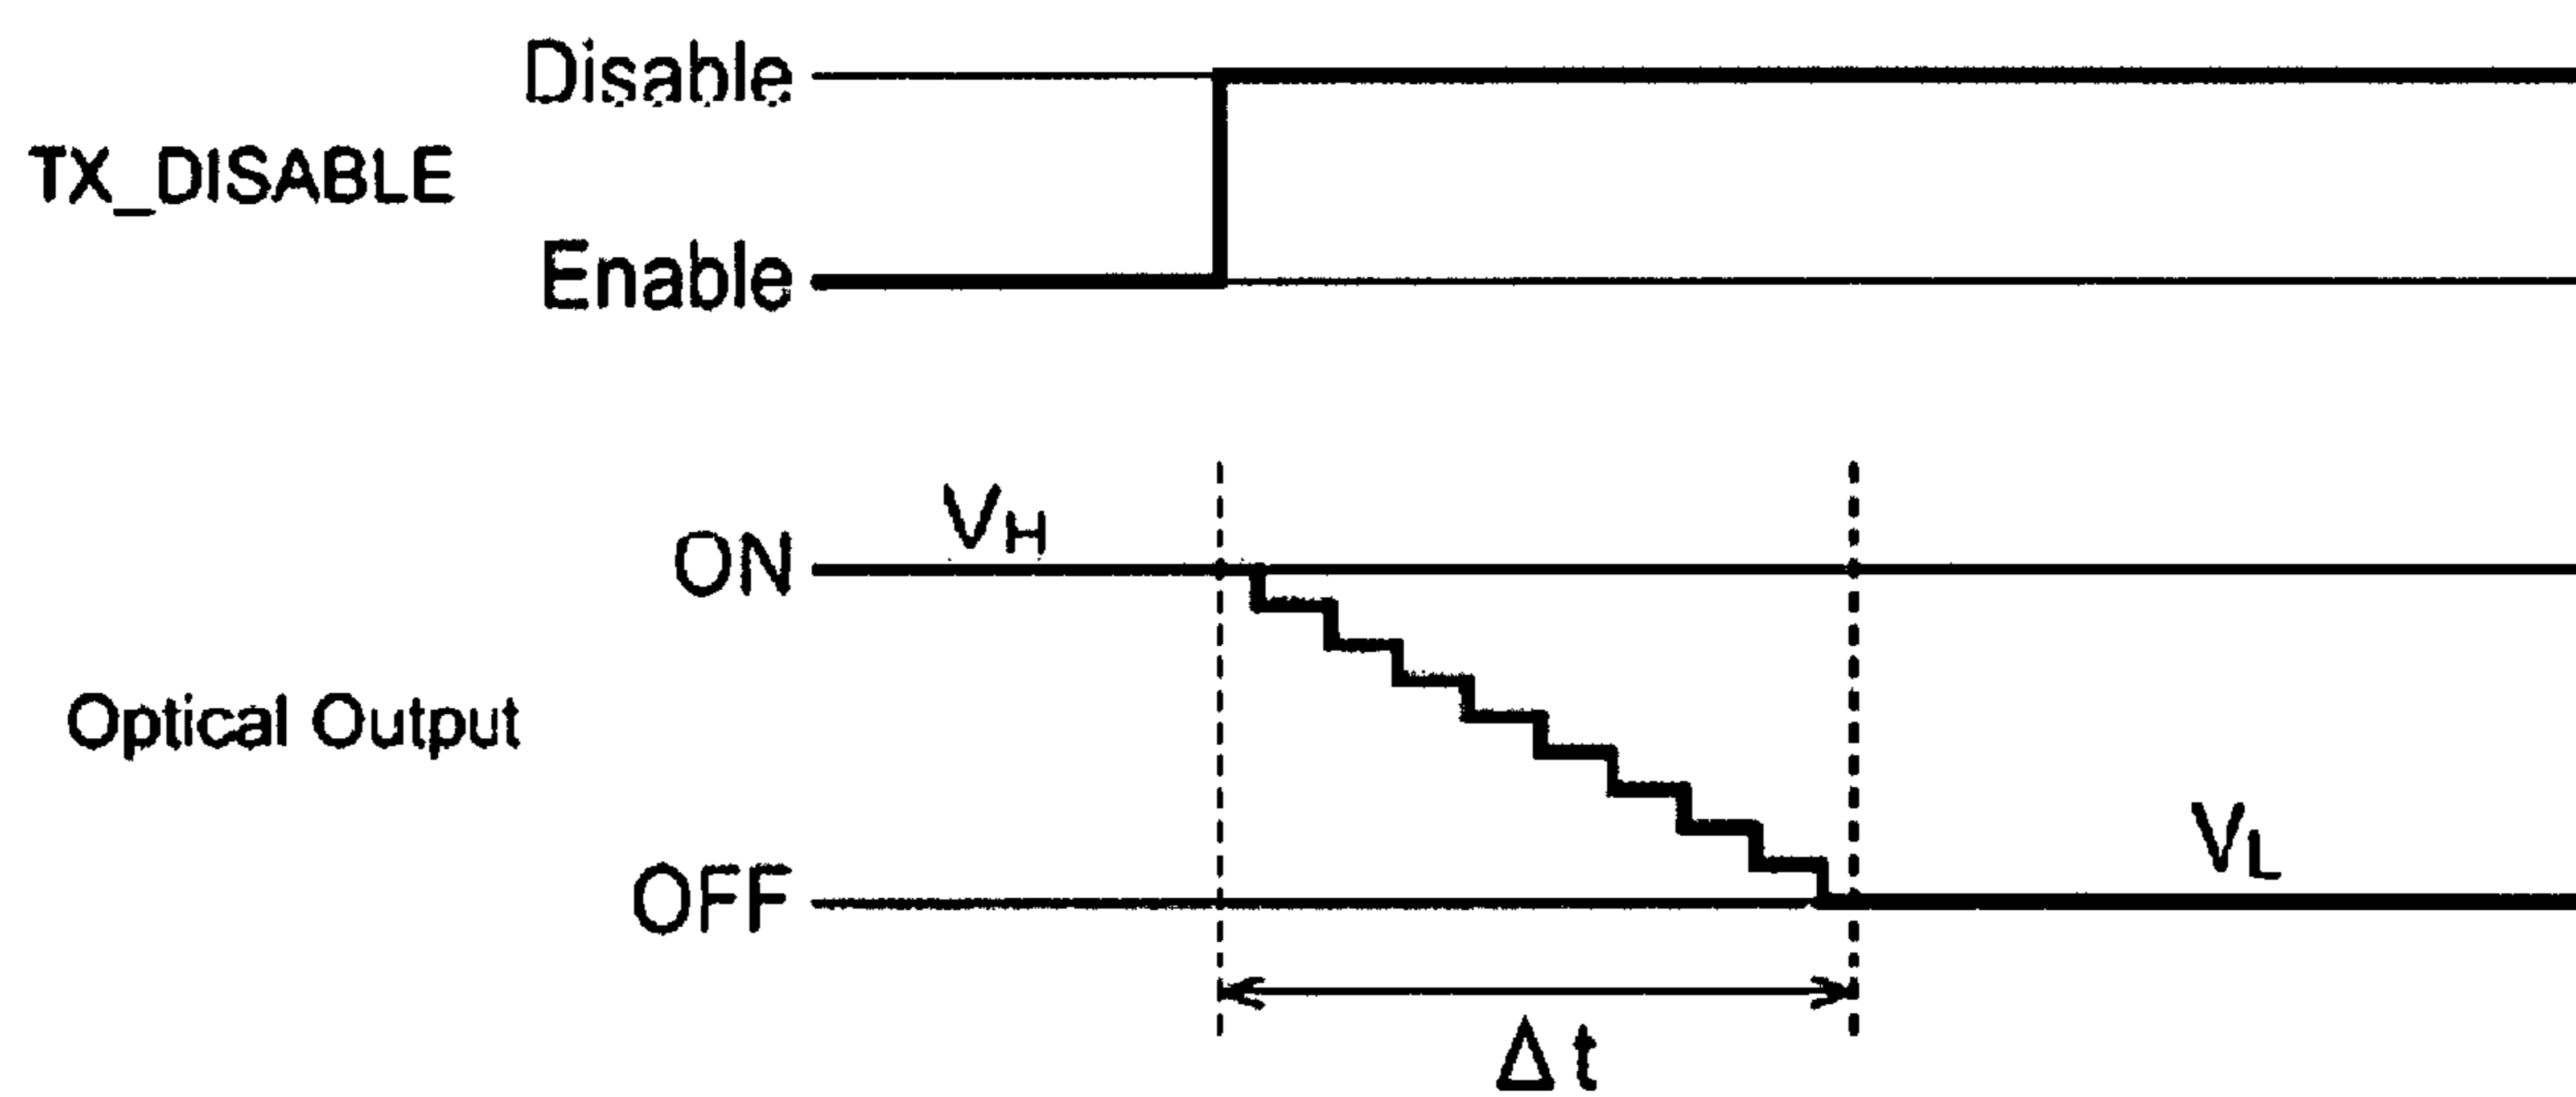 Disable
TX_DISABLE
Enable
VH
ON
Optical Output
VL
OFF
Δt